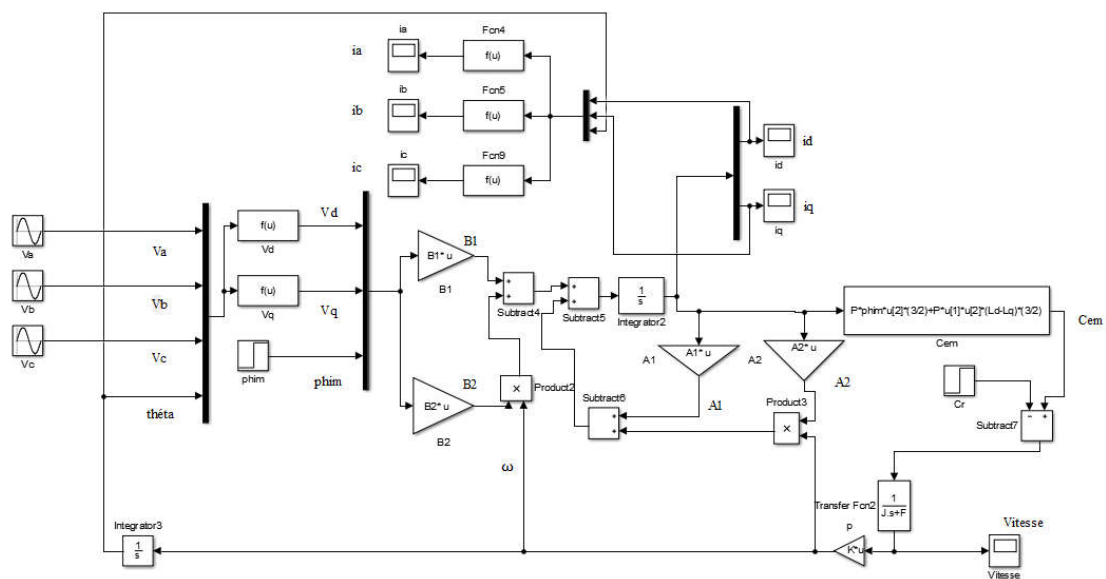 ia
Fcn4
ia
f(u)
ib
Fcn5
ib
f(u)
ic
Fcn9
ic
f(u)
id
id
iq
iq
Va
Va
Vb
Vb
Vc
Vc
théta
f(u)
Vd
Vd
f(u)
Vq
Vq
phim
phim
B1* u
B1
B1
B2* u
B2
B2
+
+
Subtract4
+
+
Subtract5
1
s
Integrator2
×
Product2
ω
A1* u
A1
A1
A2* u
A2
A2
Subtract6
+
+
Product3
×
P*phim*u[2]*(3/2)+P*u[1]*u[2]*(Ld-Lq)*(3/2)
Cem
Cem
Cr
− +
Subtract7
Transfer Fcn2
1
J.s+F
P
K*u
Vitesse
Vitesse
Integrator3
1
s